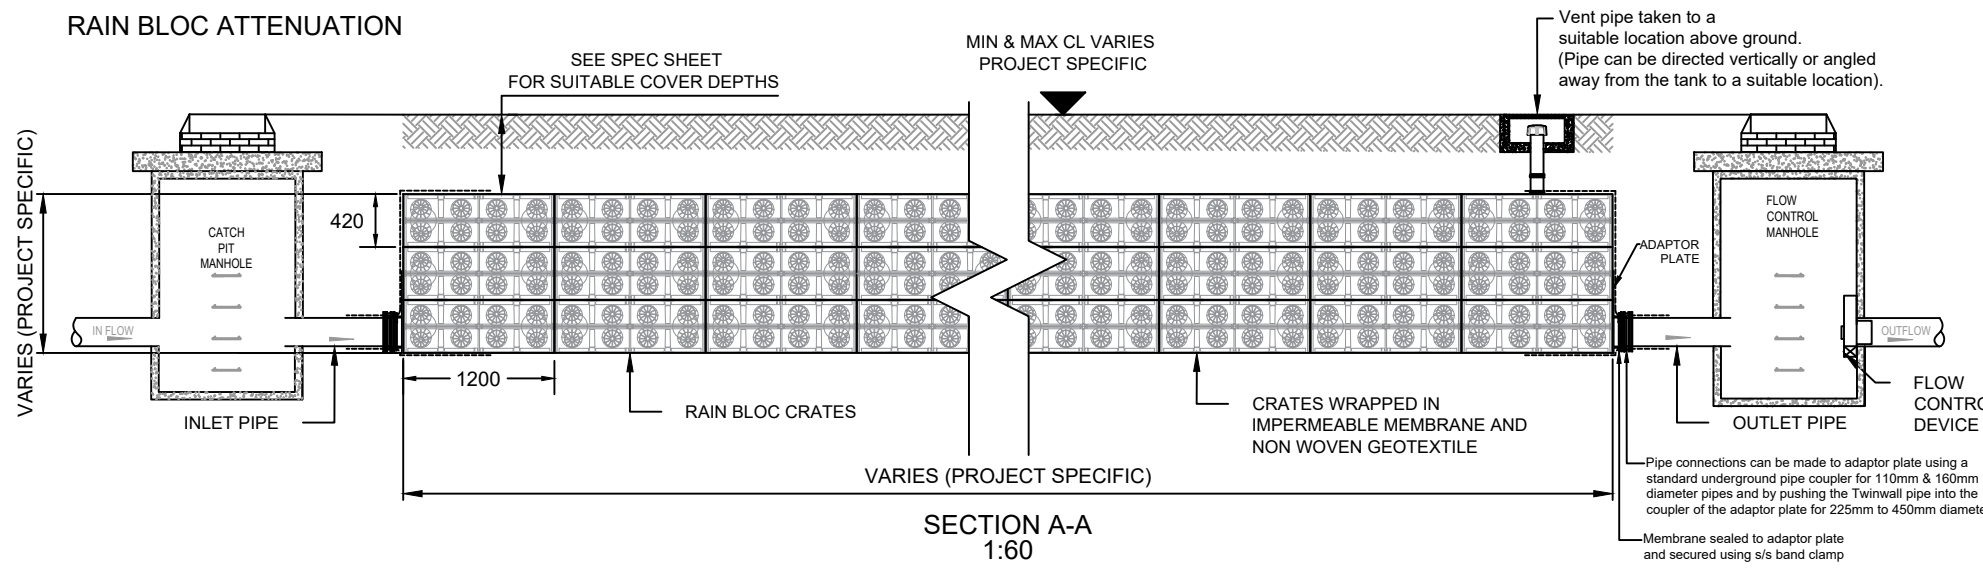 RAIN BLOC ATTENUATION
SEE SPEC SHEET
FOR SUITABLE COVER DEPTHS
MIN & MAX CL VARIES
PROJECT SPECIFIC
Vent pipe taken to a
suitable location above ground.
(Pipe can be directed vertically or angled
away from the tank to a suitable location).
VARIES (PROJECT SPECIFIC)
420
CATCH
PIT
MANHOLE
FLOW
CONTROL
MANHOLE
ADAPTOR
PLATE
IN FLOW
OUTFLOW
1200
INLET PIPE
RAIN BLOC CRATES
CRATES WRAPPED IN
IMPERMEABLE MEMBRANE AND
NON WOVEN GEOTEXTILE
OUTLET PIPE
FLOW
CONTRO
DEVICE
VARIES (PROJECT SPECIFIC)
Pipe connections can be made to adaptor plate using a
standard underground pipe coupler for 110mm & 160mm
diameter pipes and by pushing the Twinwall pipe into the
coupler of the adaptor plate for 225mm to 450mm diamete
SECTION A-A
1:60
Membrane sealed to adaptor plate
and secured using s/s band clamp